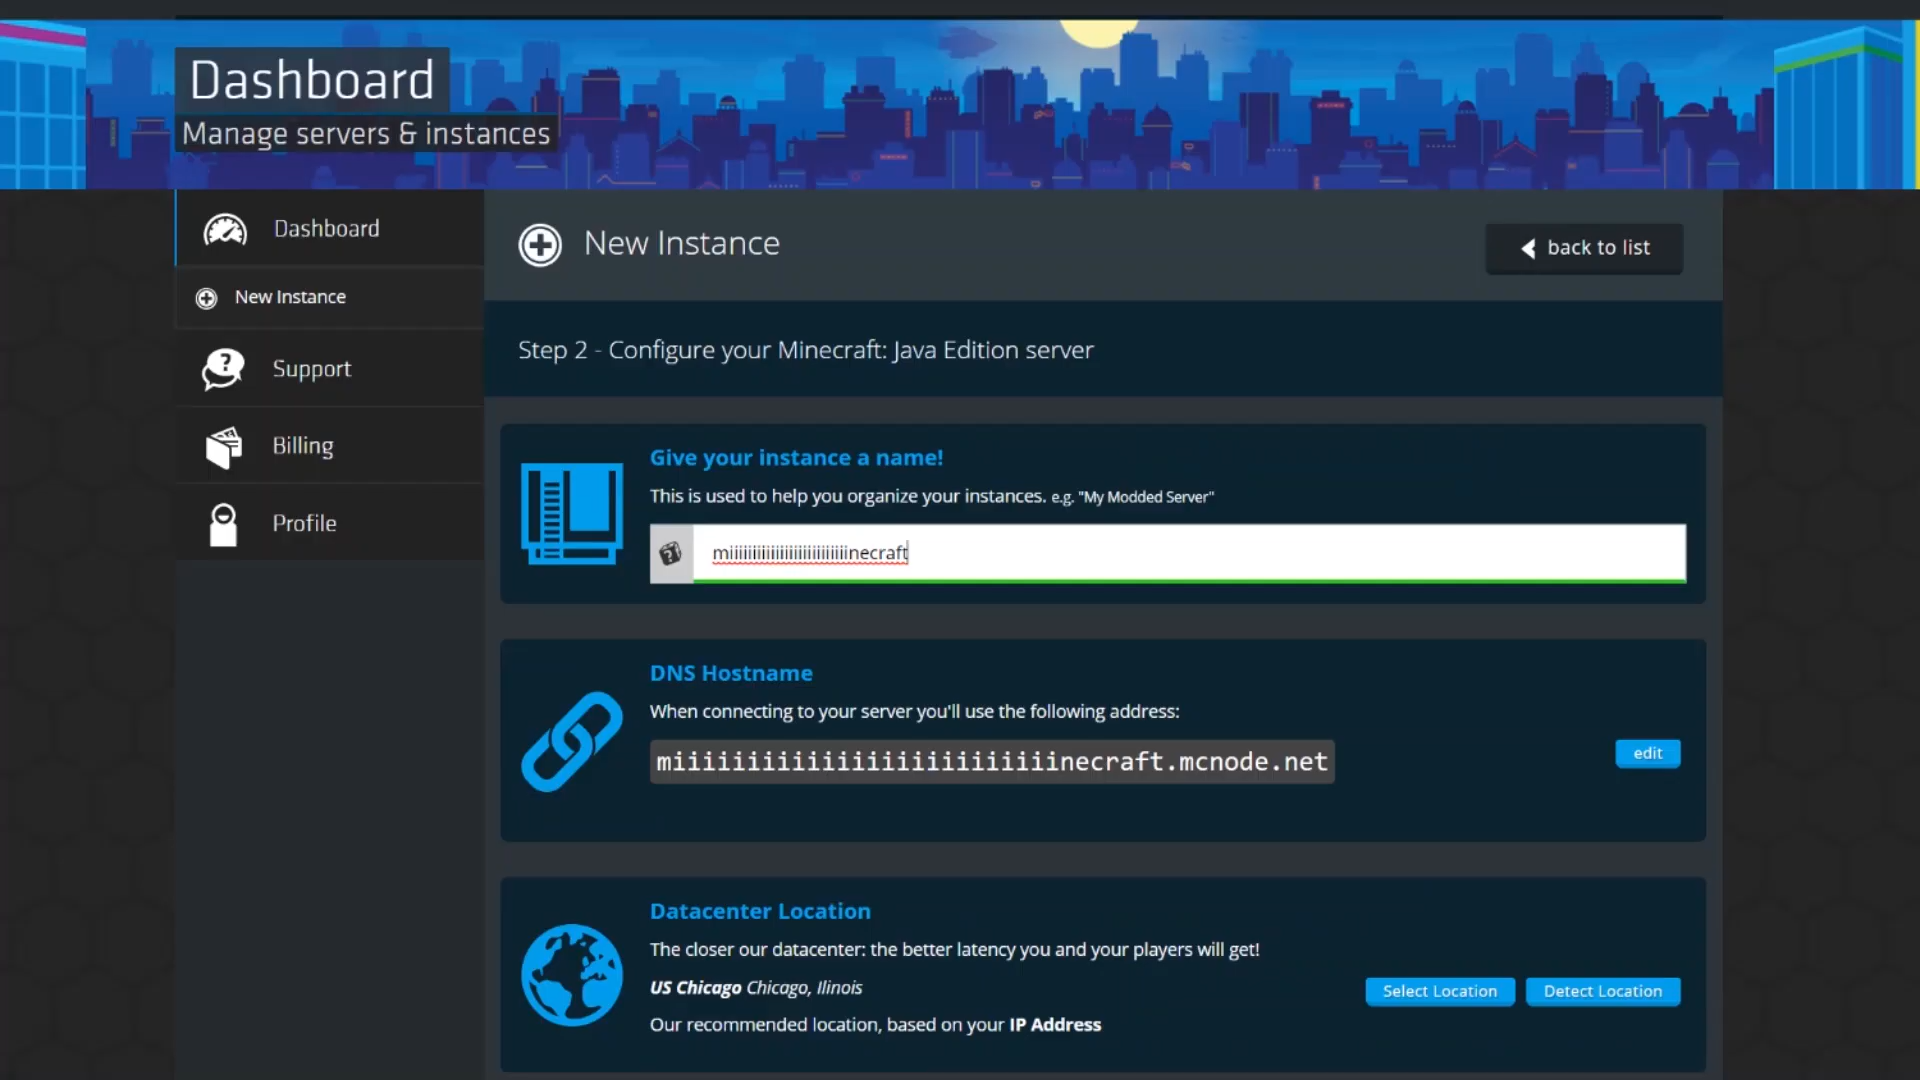 Dashboard
Manage servers & instances
Dashboard
New Instance
Support
Billing
Profile
New Instance
back to list
Step 2 - Configure your Minecraft: Java Edition server
Give your instance a name!
This is used to help you organize your instances. e.g. "My Modded Server"
miiiiiiiiiiiiiiiiiiiiiiiiiinecraft
DNS Hostname
When connecting to your server you'll use the following address:
miiiiiiiiiiiiiiiiiiiiiiiiiinecraft.mcnode.net
edit
Datacenter Location
The closer our datacenter: the better latency you and your players will get!
US Chicago Chicago, Ilinois
Select Location
Detect Location
Our recommended location, based on your IP Address